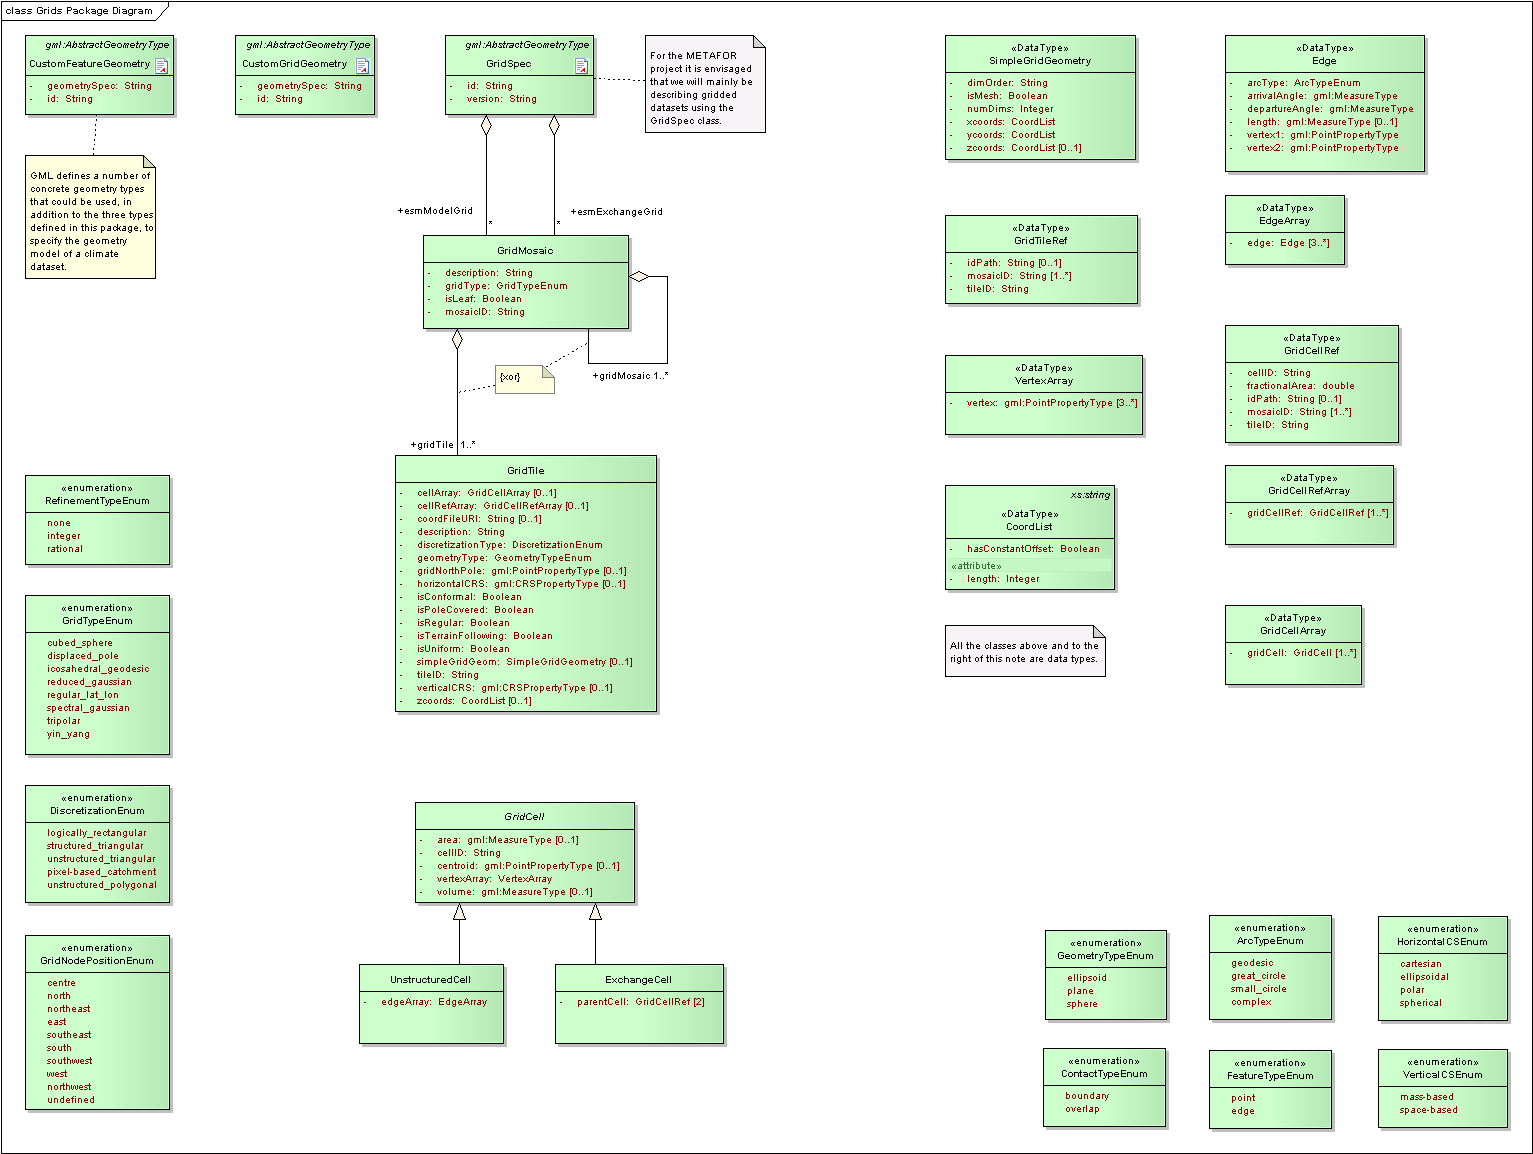 class Grids Package Diagram
gml:AbstractGeometryType
CustomFeatureGeometry
- geometrySpec: String
- id: String
gml:AbstractGeometryType
CustomGridGeometry
- geometrySpec: String
- id: String
gml:AbstractGeometryType
GridSpec
- id: String
- version: String
For the METAFOR
project it is envisaged
that we will mainly be
describing gridded
datasets using the
GridSpec class.
GML defines a number of
concrete geometry types
that could be used, in
addition to the three types
defined in this package, to
specify the geometry
model of a climate
dataset.
+esmModelGrid
*
+esmExchangeGrid
*
GridMosaic
- description: String
- gridType: GridTypeEnum
- isLeaf: Boolean
- mosaicID: String
{xor}
+gridMosaic 1..*
+gridTile 1..*
GridTile
- cellArray: GridCellArray [0..1]
- cellRefArray: GridCellRefArray [0..1]
- coordFileURI: String [0..1]
- description: String
- discretizationType: DiscretizationEnum
- geometryType: GeometryTypeEnum
- gridNorthPole: gml:PointPropertyType [0..1]
- horizontalCRS: gml:CRSPropertyType [0..1]
- isConformal: Boolean
- isPoleCovered: Boolean
- isRegular: Boolean
- isTerrainFollowing: Boolean
- isUniform: Boolean
- simpleGridGeom: SimpleGridGeometry [0..1]
- tileID: String
- verticalCRS: gml:CRSPropertyType [0..1]
- zcoords: CoordList [0..1]
GridCell
- area: gml:MeasureType [0..1]
- cellID: String
- centroid: gml:PointPropertyType [0..1]
- vertexArray: VertexArray
- volume: gml:MeasureType [0..1]
UnstructuredCell
- edgeArray: EdgeArray
ExchangeCell
- parentCell: GridCellRef [2]
«enumeration»
RefinementTypeEnum
none
integer
rational
«enumeration»
GridTypeEnum
cubed_sphere
displaced_pole
icosahedral_geodesic
reduced_gaussian
regular_lat_lon
spectral_gaussian
tripolar
yin_yang
«enumeration»
DiscretizationEnum
logically_rectangular
structured_triangular
unstructured_triangular
pixel-based_catchment
unstructured_polygonal
«enumeration»
GridNodePositionEnum
centre
north
northeast
east
southeast
south
southwest
west
northwest
undefined
«DataType»
SimpleGridGeometry
- dimOrder: String
- isMesh: Boolean
- numDims: Integer
- xcoords: CoordList
- ycoords: CoordList
- zcoords: CoordList [0..1]
«DataType»
GridTileRef
- idPath: String [0..1]
- mosaicID: String [1..*]
- tileID: String
«DataType»
VertexArray
- vertex: gml:PointPropertyType [3..*]
xs:string
«DataType»
CoordList
- hasConstantOffset: Boolean
«attribute»
- length: Integer
All the classes above and to the
right of this note are data types.
«DataType»
Edge
- arcType: ArcTypeEnum
- arrivalAngle: gml:MeasureType
- departureAngle: gml:MeasureType
- length: gml:MeasureType [0..1]
- vertex1: gml:PointPropertyType
- vertex2: gml:PointPropertyType
«DataType»
EdgeArray
- edge: Edge [3..*]
«DataType»
GridCellRef
- cellID: String
- fractionalArea: double
- idPath: String [0..1]
- mosaicID: String [1..*]
- tileID: String
«DataType»
GridCellRefArray
- gridCellRef: GridCellRef [1..*]
«DataType»
GridCellArray
- gridCell: GridCell [1..*]
«enumeration»
GeometryTypeEnum
ellipsoid
plane
sphere
«enumeration»
ArcTypeEnum
geodesic
great_circle
small_circle
complex
«enumeration»
HorizontalCSEnum
cartesian
ellipsoidal
polar
spherical
«enumeration»
ContactTypeEnum
boundary
overlap
«enumeration»
FeatureTypeEnum
point
edge
«enumeration»
VerticalCSEnum
mass-based
space-based